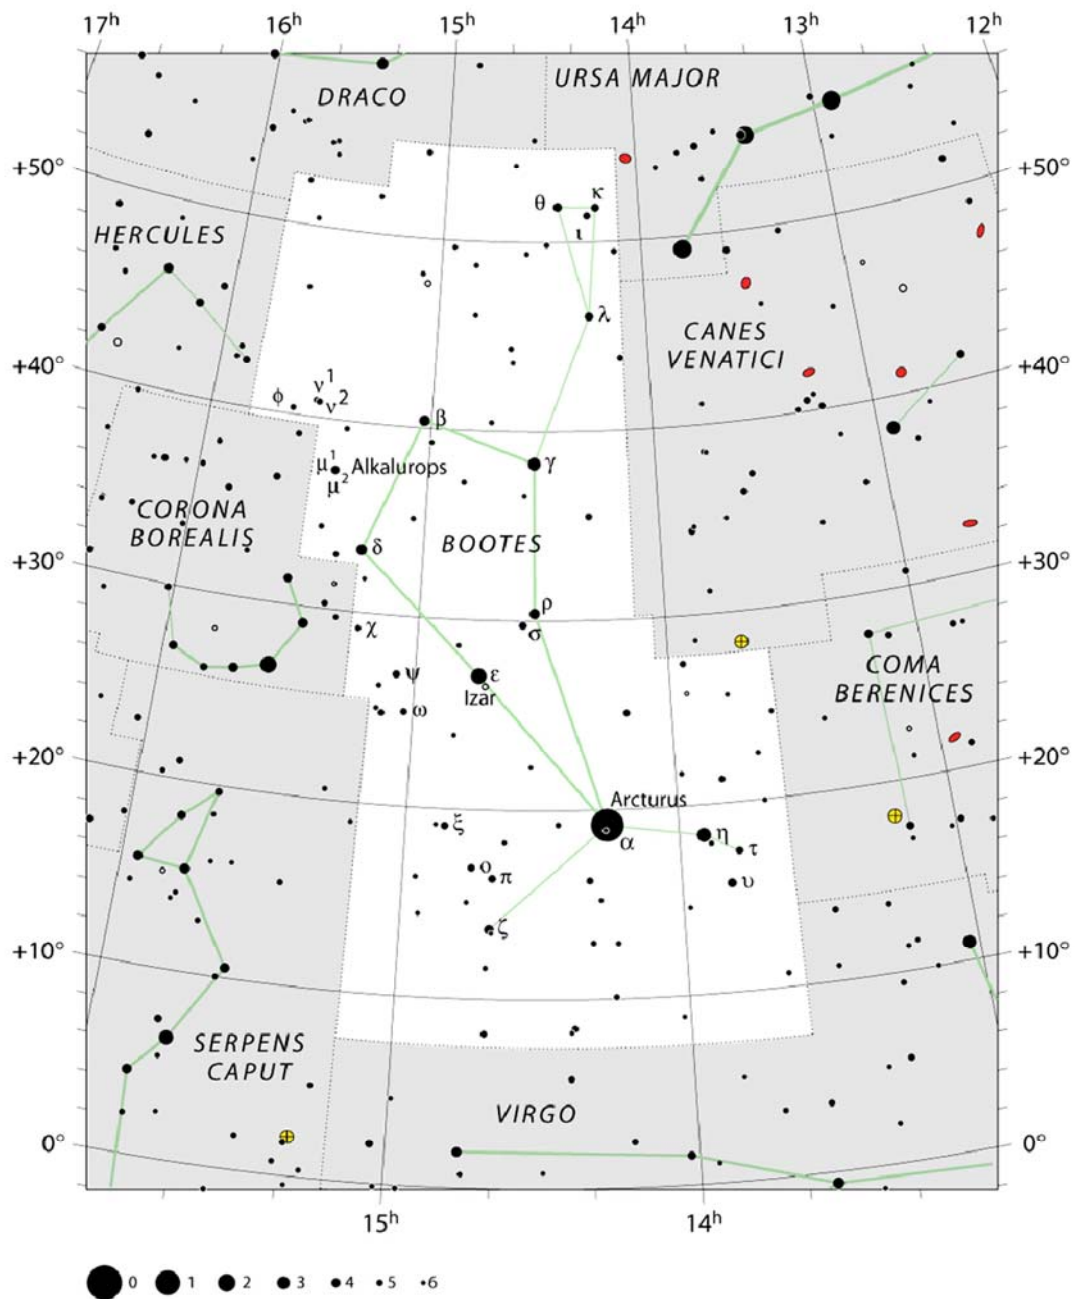 17h 16h 15h 14h 13h 12h
DRACO
URSA MAJOR
+50° +50°
θ κ
ι
HERCULES
λ
CANES
VENATICI
+40° +40°
ν1
φ ν2
β
γ
μ1 Alkalurops
μ2
CORONA
BOREALIS
BOOTES
δ
+30° +30°
ρ
σ
χ
COMA
BERENICES
ψ ε
Izar
ω
+20° +20°
Arcturus
ξ α η
τ
ο
π υ
ζ
+10° +10°
SERPENS
CAPUT
VIRGO
0° 0°
15h 14h
0 1 2 3 4 5 6